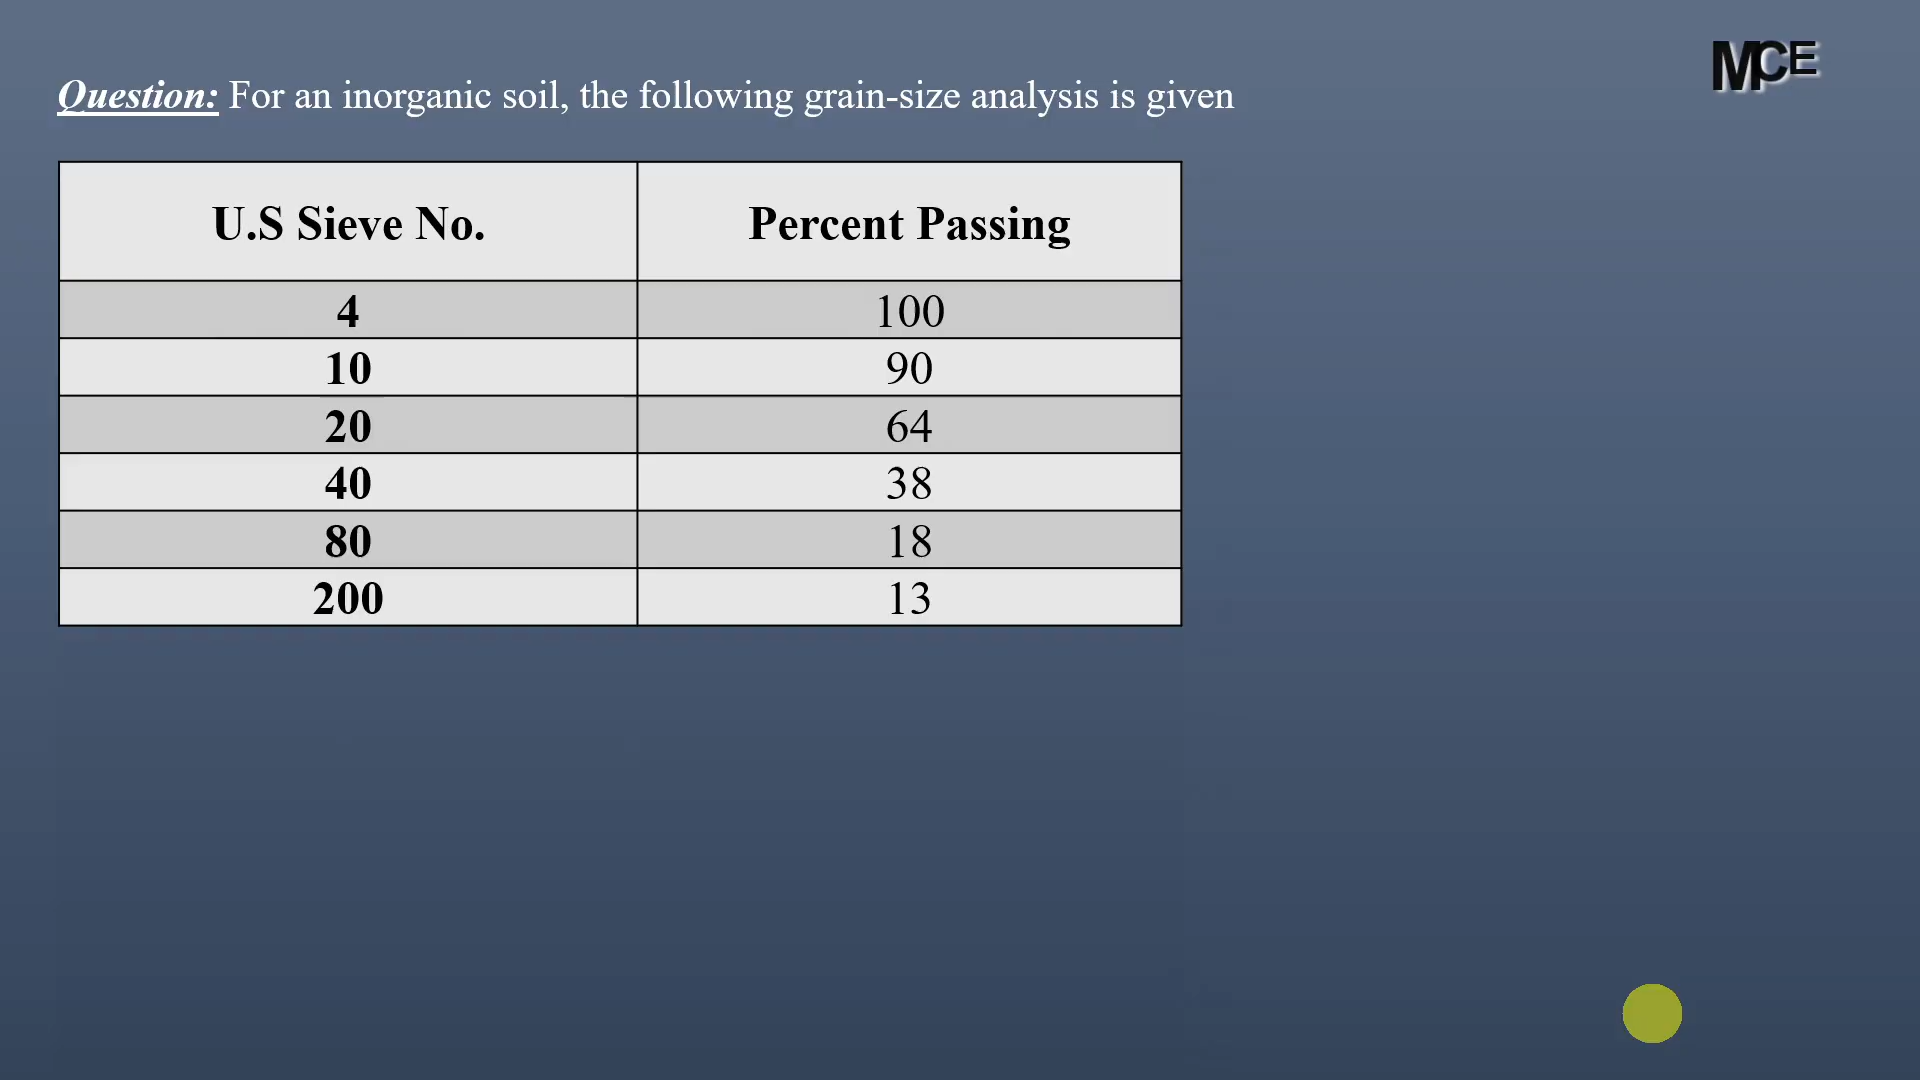 MCE
Question: For an inorganic soil, the following grain-size analysis is given
U.S Sieve No. Percent Passing
4 100
10 90
20 64
40 38
80 18
200 13